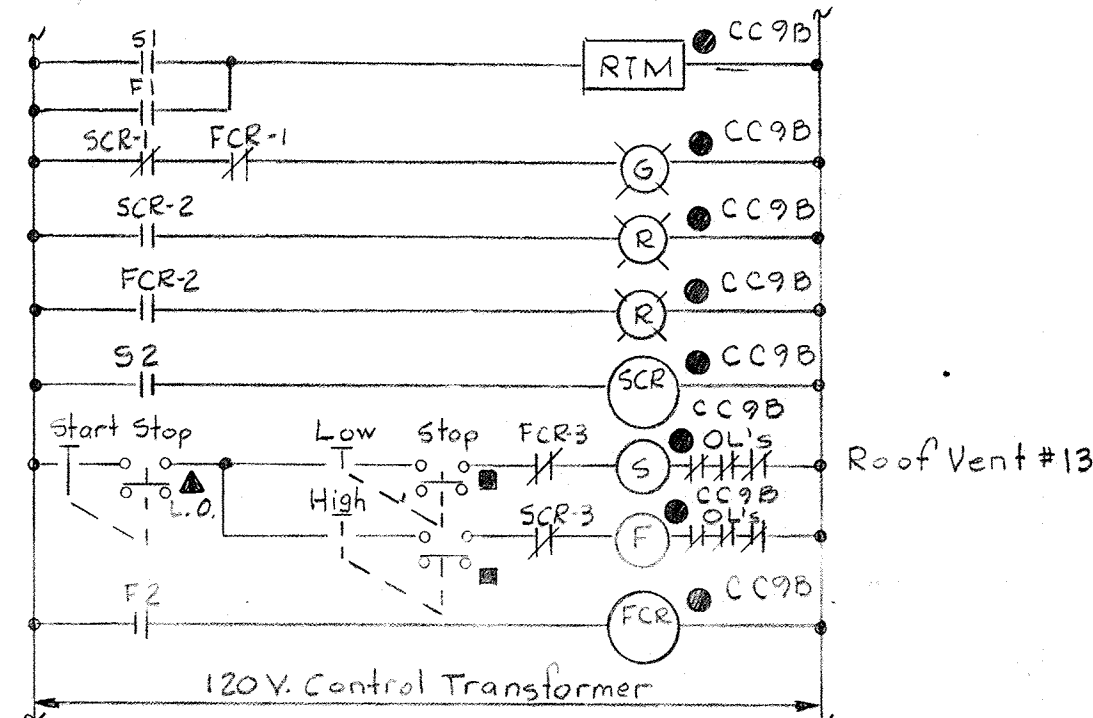 S1 CC9B
RTM
F1
SCR-1 FCR-1 CC9B
G
SCR-2 CC9B
R
FCR-2 CC9B
R
S2 CC9B
SCR
CC9B
Start Stop Low Stop FCR-3 OL's
S Roof Vent #13
L.O. High CC9B
SCR-3 OL's
F
F2 CC9B
FCR
120 V. Control Transformer